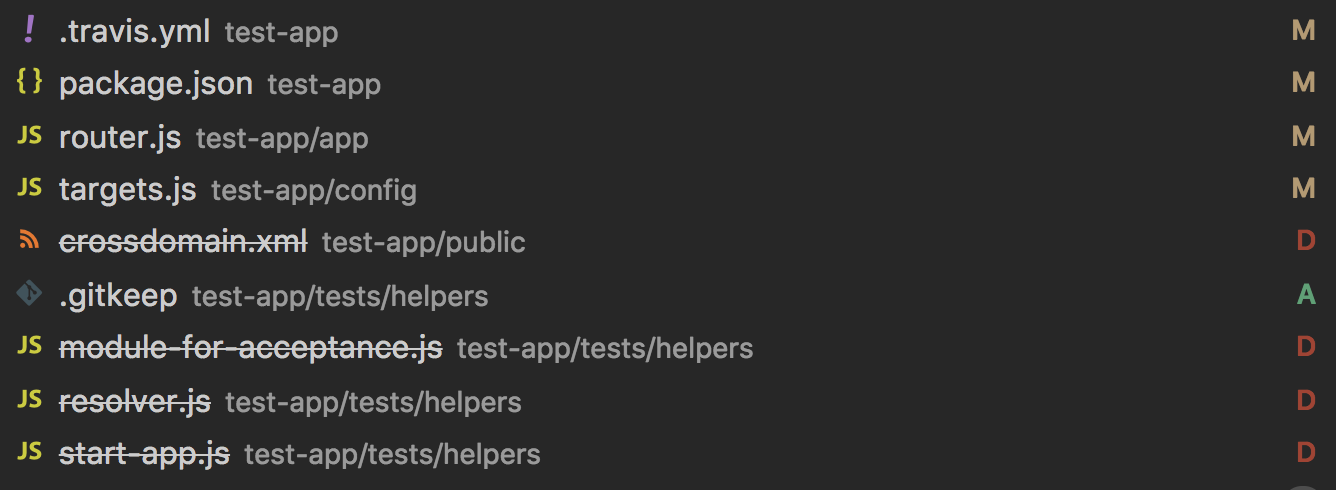 ! .travis.yml test-app M
{} package.json test-app M
JS router.js test-app/app M
JS targets.js test-app/config M
crossdomain.xml test-app/public D
.gitkeep test-app/tests/helpers A
JS module-for-acceptance.js test-app/tests/helpers D
JS resolver.js test-app/tests/helpers D
JS start-app.js test-app/tests/helpers D